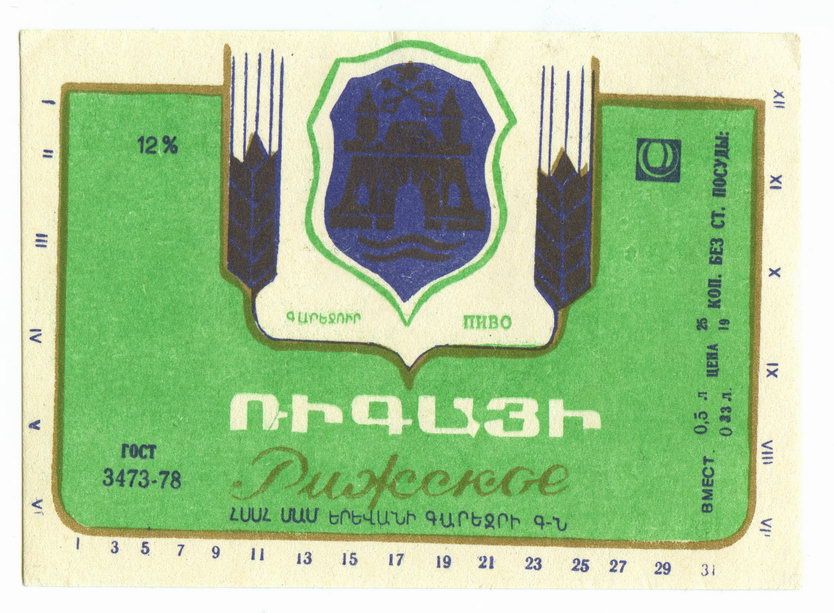 12%
ԳԱՐԵՋՈՒՐ
ПИВО
ՌԻԳԱՅԻ
Рижское
ՀՍՍՀ ՍԱՄ ԵՐԵՎԱՆԻ ԳԱՐԵՋՐԻ Գ-Ն
ГОСТ
3473-78
ВМЕСТ. 0,5 л ЦЕНА 25 КОП. БЕЗ СТ. ПОСУДЫ:
0 33 л. 19
I
II
III
IV
V
VI
XII
XI
X
IX
VIII
VII
1 3 5 7 9 11 13 15 17 19 21 23 25 27 29 31